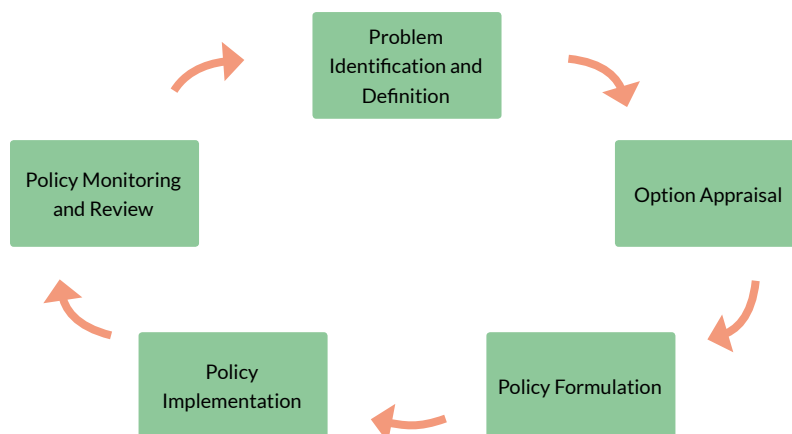 Problem
Identification and
Definition
Option Appraisal
Policy Formulation
Policy
Implementation
Policy Monitoring
and Review